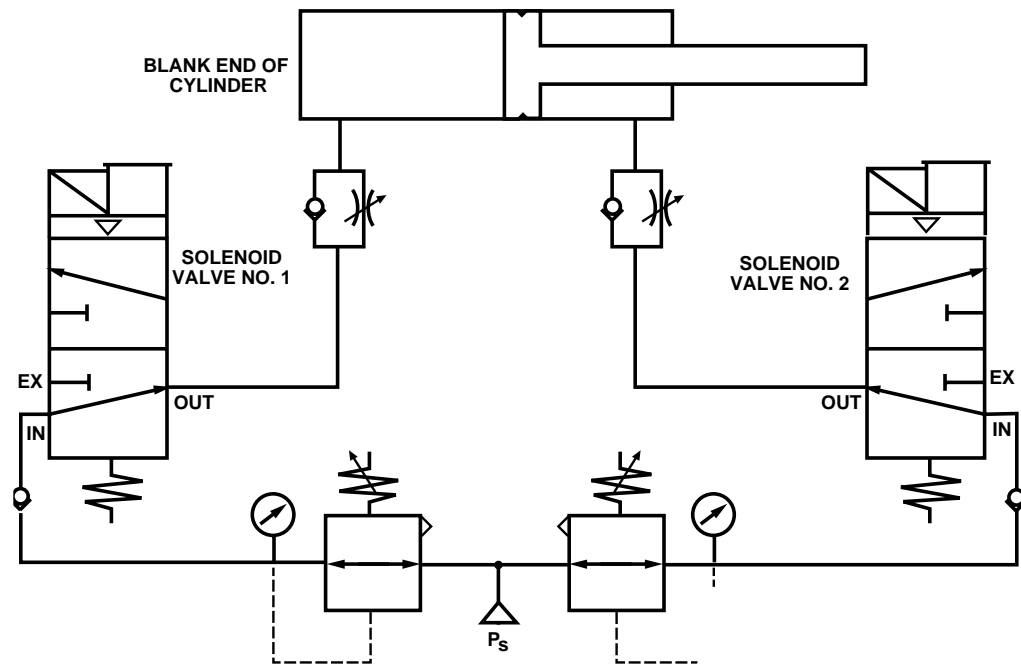 BLANK END OF
CYLINDER
SOLENOID
VALVE NO. 1
SOLENOID
VALVE NO. 2
EX
OUT
IN
EX
OUT
IN
PS